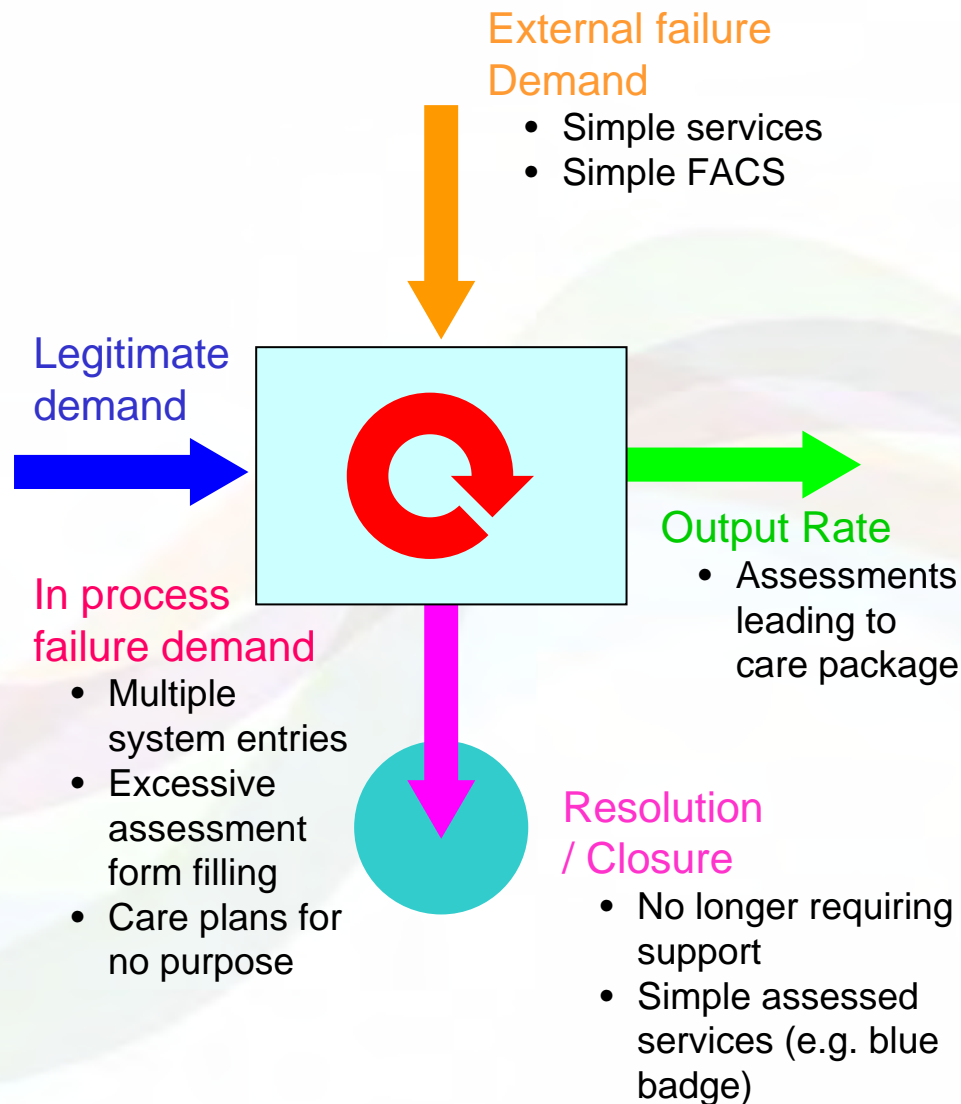 External failure
Demand
• Simple services
• Simple FACS
Legitimate
demand
Output Rate
• Assessments
leading to
care package
In process
failure demand
• Multiple
system entries
• Excessive
assessment
form filling
• Care plans for
no purpose
Resolution
/ Closure
• No longer requiring
support
• Simple assessed
services (e.g. blue
badge)